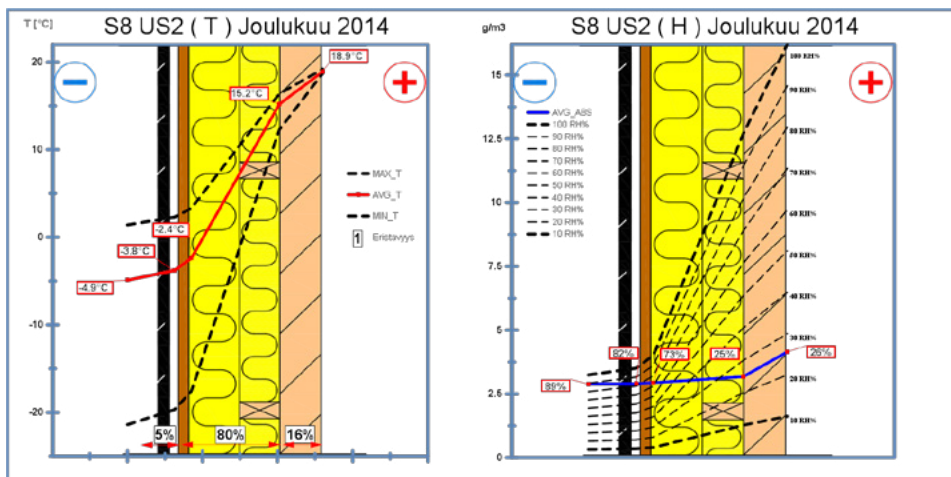 S8 US2 ( T ) Joulukuu 2014
T [°C]
20
10
0
-10
-20
18.9°C
15.2°C
-2.4°C
-3.8°C
-4.9°C
MAX_T
AVG_T
MIN_T
1 Eristavyys
5% 80% 16%
S8 US2 ( H ) Joulukuu 2014
g/m3
15
12.5
10
7.5
5
2.5
0
AVG_ABS
100 RH%
90 RH%
80 RH%
70 RH%
60 RH%
50 RH%
40 RH%
30 RH%
20 RH%
10 RH%
100 RH%
90 RH%
80 RH%
70 RH%
60 RH%
50 RH%
40 RH%
30 RH%
20 RH%
10 RH%
89%
82%
73%
25%
26%